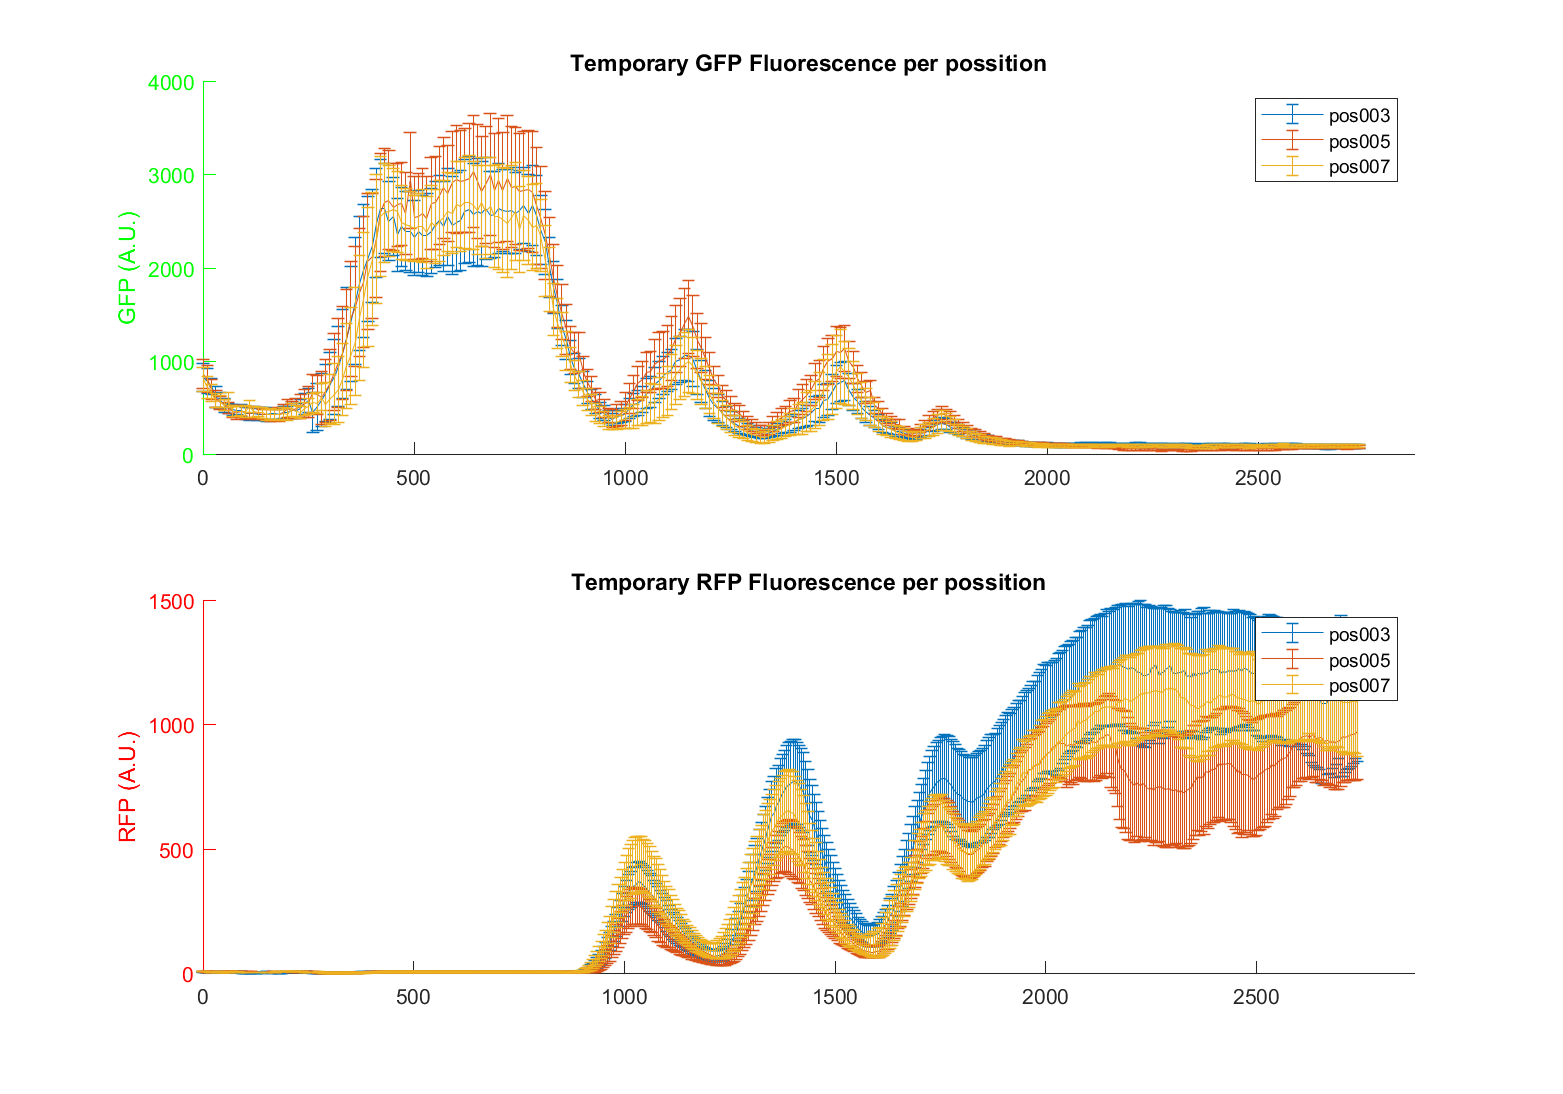 Temporary GFP Fluorescence per possition
4000
3000
2000
1000
0
GFP (A.U.)
0 500 1000 1500 2000 2500
pos003
pos005
pos007
Temporary RFP Fluorescence per possition
1500
1000
500
0
RFP (A.U.)
0 500 1000 1500 2000 2500
pos003
pos005
pos007